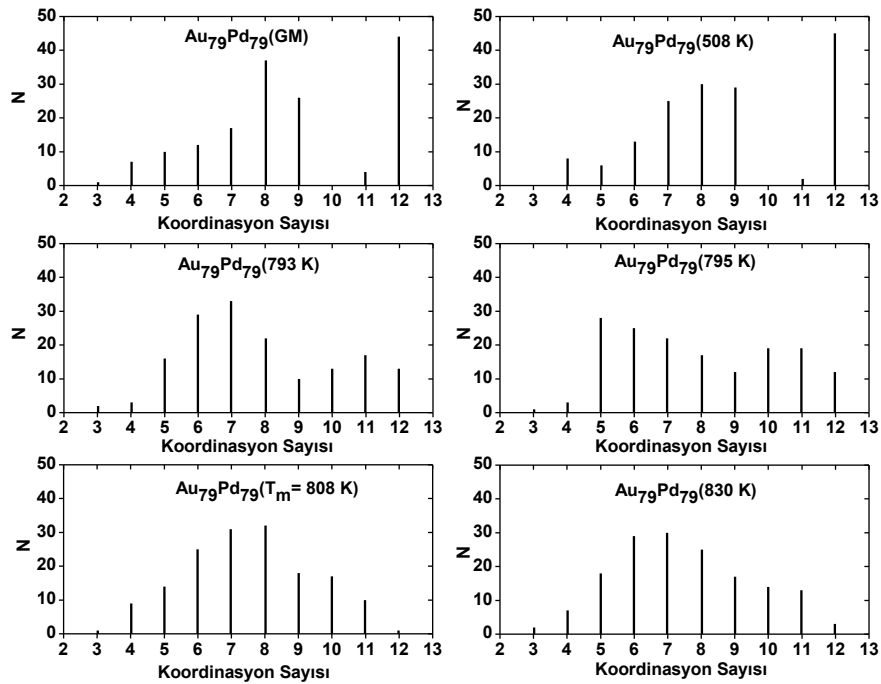 Au79Pd79(GM)
50
40
30
20
10
0
N
2 3 4 5 6 7 8 9 10 11 12 13
Koordinasyon Sayısı
Au79Pd79(508 K)
50
40
30
20
10
0
N
2 3 4 5 6 7 8 9 10 11 12 13
Koordinasyon Sayısı
Au79Pd79(793 K)
50
40
30
20
10
0
N
2 3 4 5 6 7 8 9 10 11 12 13
Koordinasyon Sayısı
Au79Pd79(795 K)
50
40
30
20
10
0
N
2 3 4 5 6 7 8 9 10 11 12 13
Koordinasyon Sayısı
Au79Pd79(Tm= 808 K)
50
40
30
20
10
0
N
2 3 4 5 6 7 8 9 10 11 12 13
Koordinasyon Sayısı
Au79Pd79(830 K)
50
40
30
20
10
0
N
2 3 4 5 6 7 8 9 10 11 12 13
Koordinasyon Sayısı